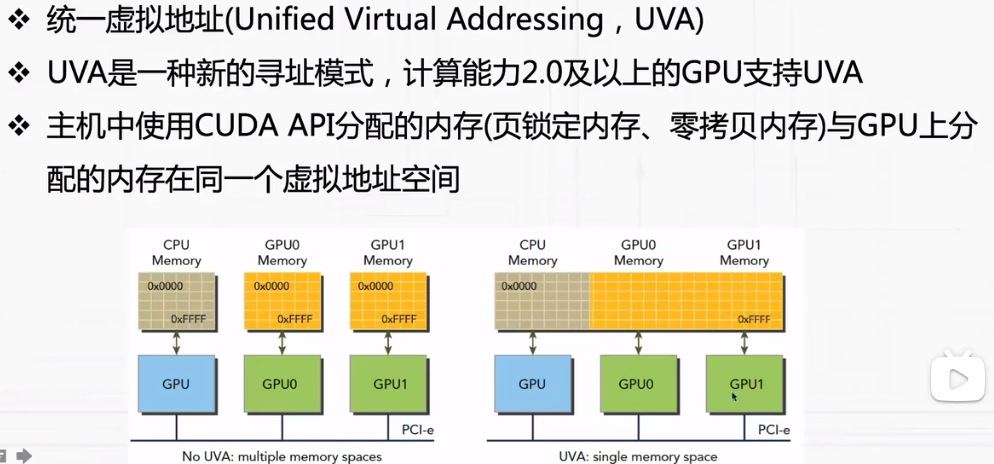 ❖ 统一虚拟地址(Unified Virtual Addressing，UVA)
❖ UVA是一种新的寻址模式，计算能力2.0及以上的GPU支持UVA
❖ 主机中使用CUDA API分配的内存(页锁定内存、零拷贝内存)与GPU上分
配的内存在同一个虚拟地址空间
CPU Memory
GPU0 Memory
GPU1 Memory
0x0000
0xFFFF
0x0000
0xFFFF
0x0000
0xFFFF
GPU
GPU0
GPU1
PCI-e
No UVA: multiple memory spaces
CPU Memory
GPU0 Memory
GPU1 Memory
0x0000
0xFFFF
GPU
GPU0
GPU1
PCI-e
UVA: single memory space